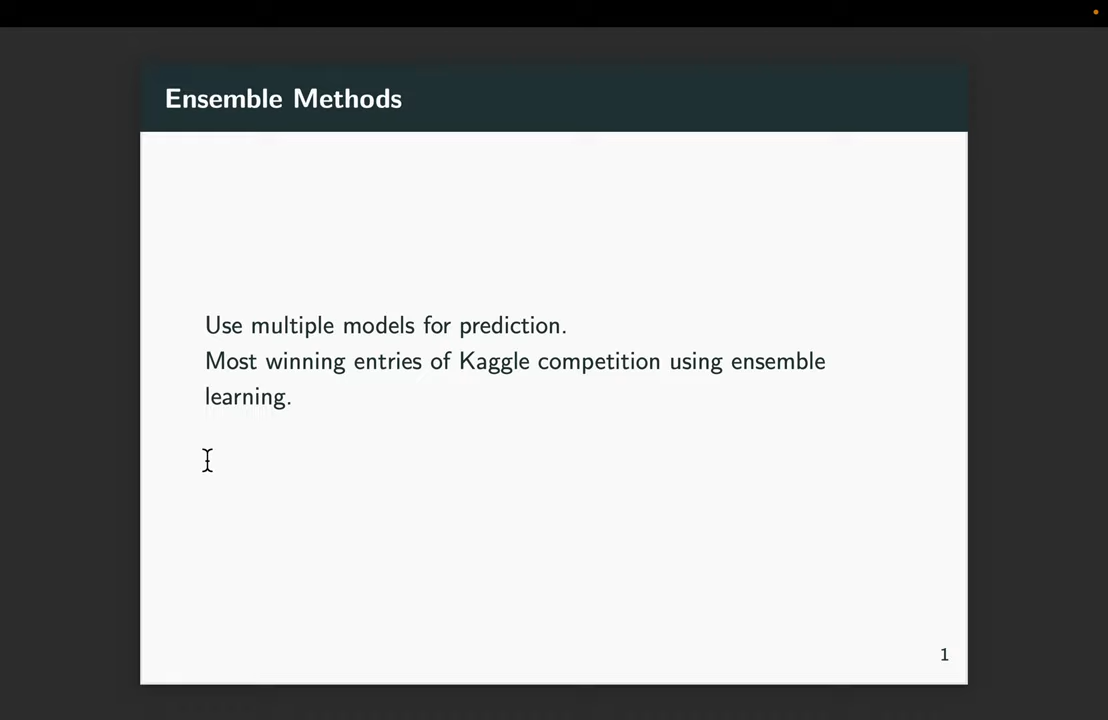 Ensemble Methods
Use multiple models for prediction.
Most winning entries of Kaggle competition using ensemble
learning.
1